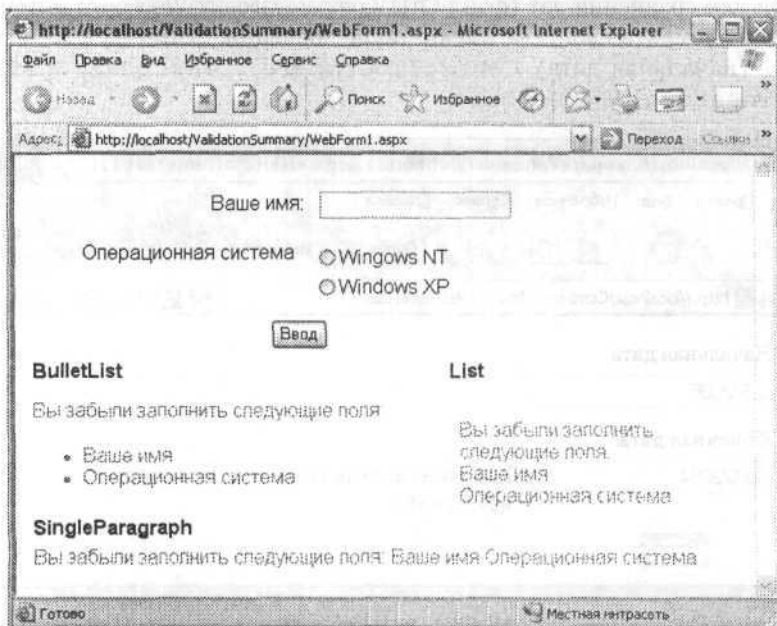 http://localhost/ValidationSummary/WebForm1.aspx - Microsoft Internet Explorer
Файл Правка Вид Избранное Сервис Справка
Назад Поиск Избранное
Адрес: http://localhost/ValidationSummary/WebForm1.aspx Переход Ссылки
Ваше имя:
Операционная система
Wingows NT
Windows XP
Ввод
BulletList
List
Вы забыли заполнить следующие поля
Ваше имя
Операционная система
Вы забыли заполнить
следующие поля.
Ваше имя
Операционная система
SingleParagraph
Вы забыли заполнить следующие поля: Ваше имя Операционная система
Готово
Местная интрасеть